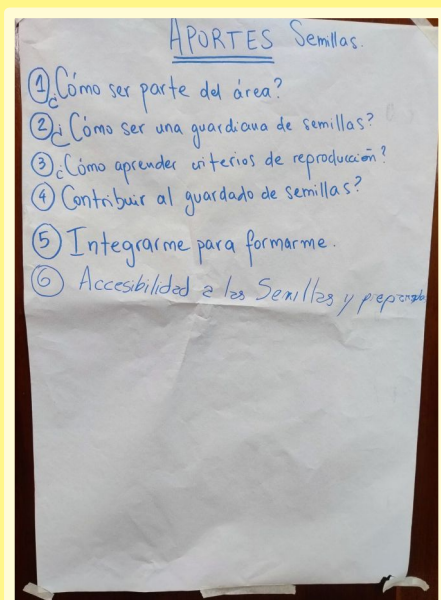 APORTES Semillas.
① ¿Cómo ser parte del área?
② ¿Cómo ser una guardiana de semillas?
③ ¿Cómo aprender criterios de reproducción?
④ Contribuir al guardado de semillas?
⑤ Integrarme para formarme.
⑥ Accesibilidad a las Semillas y